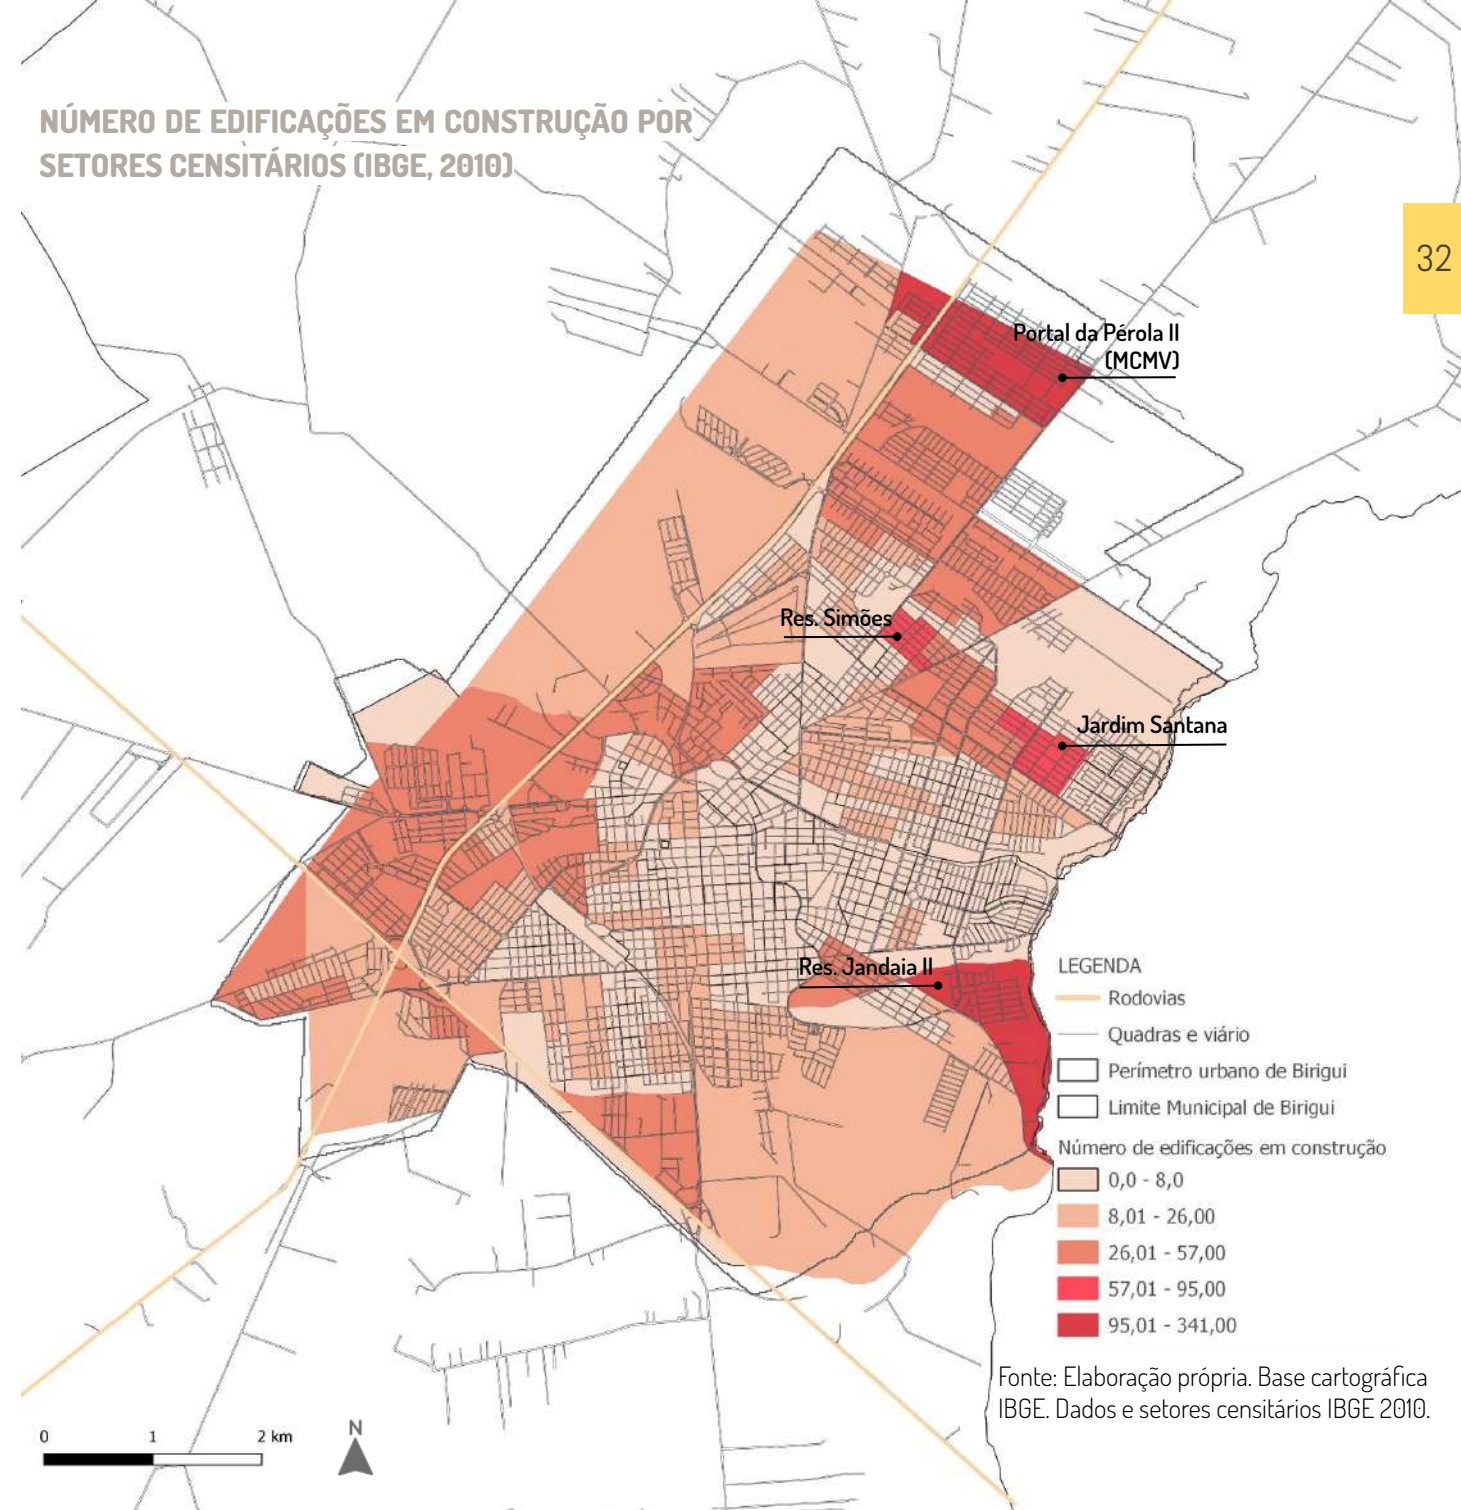 NÚMERO DE EDIFICAÇÕES EM CONSTRUÇÃO POR
SETORES CENSITÁRIOS (IBGE, 2010)
32
Portal da Pérola II
(MCMV)
Res. Simões
Jardim Santana
Res. Jandaia II
LEGENDA
Rodovias
Quadras e viário
Perímetro urbano de Birigui
Limite Municipal de Birigui
Número de edificações em construção
0,0 - 8,0
8,01 - 26,00
26,01 - 57,00
57,01 - 95,00
95,01 - 341,00
Fonte: Elaboração própria. Base cartográfica
IBGE. Dados e setores censitários IBGE 2010.
0 1 2 km
N